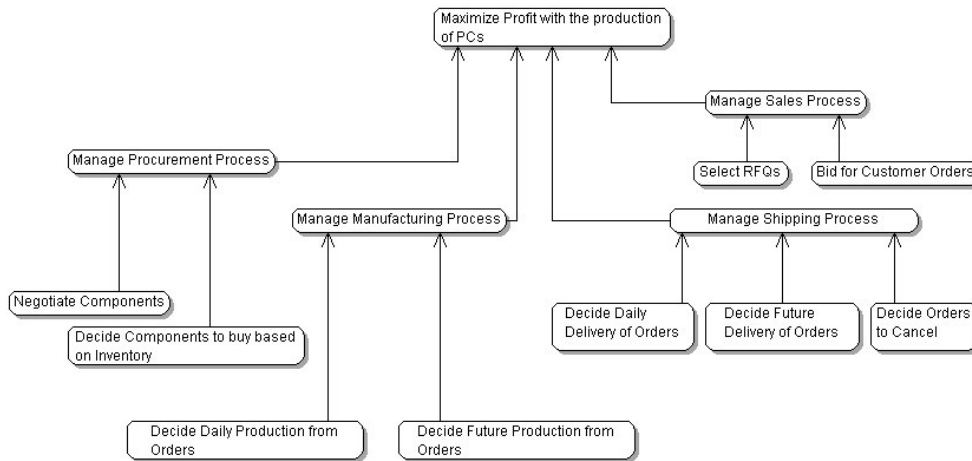 Maximize Profit with the production
of PCs
Manage Sales Process
Manage Procurement Process
Select RFQs
Bid for Customer Orders
Manage Manufacturing Process
Manage Shipping Process
Negotiate Components
Decide Components to buy based
on Inventory
Decide Daily
Delivery of Orders
Decide Future
Delivery of Orders
Decide Orders
to Cancel
Decide Daily Production from
Orders
Decide Future Production from
Orders